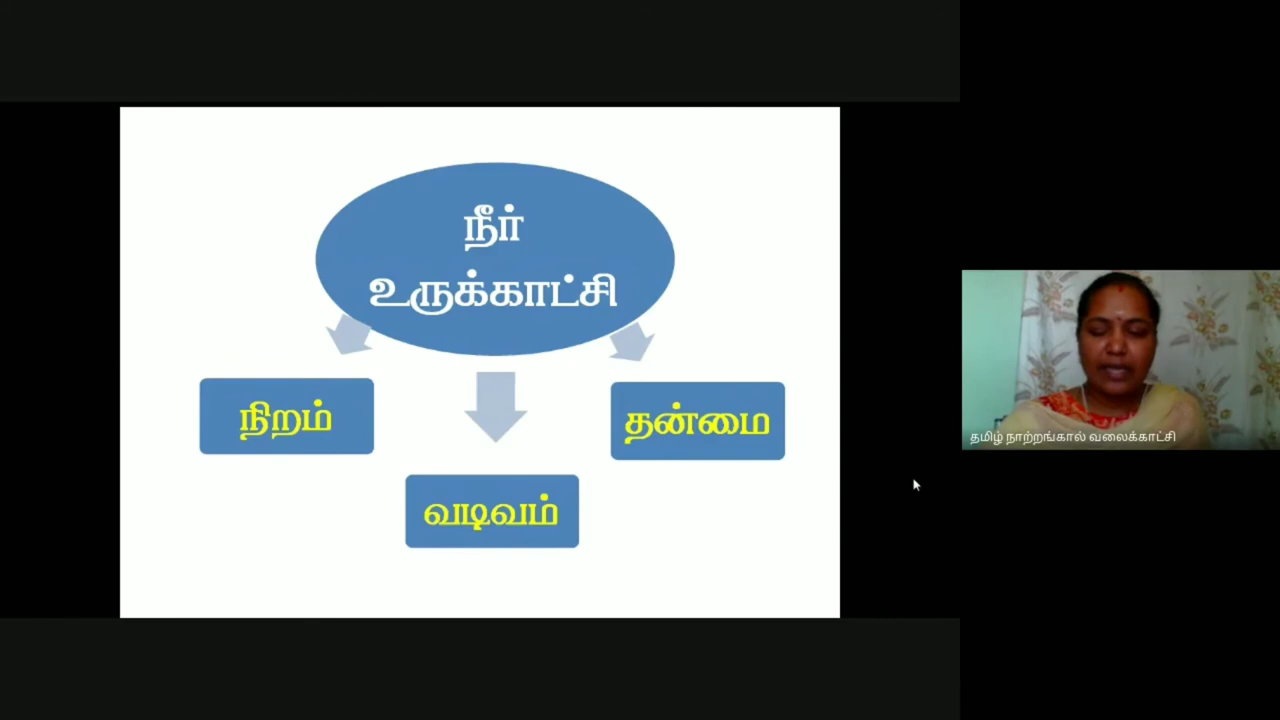 நீர்
உருக்காட்சி
நிறம்
தன்மை
வடிவம்
தமிழ் நாற்றங்கால் வலைக்காட்சி